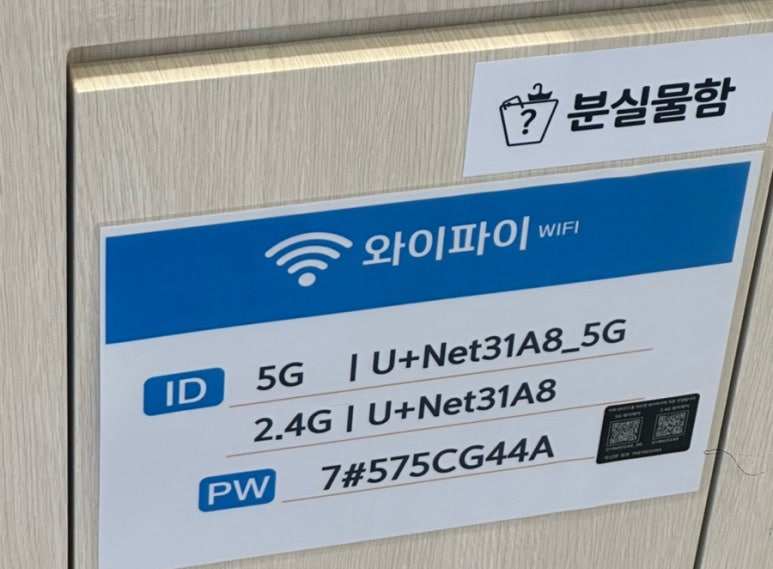 분실물함
와이파이 WIFI
ID 5G | U+Net31A8_5G
2.4G | U+Net31A8
PW 7#575CG44A